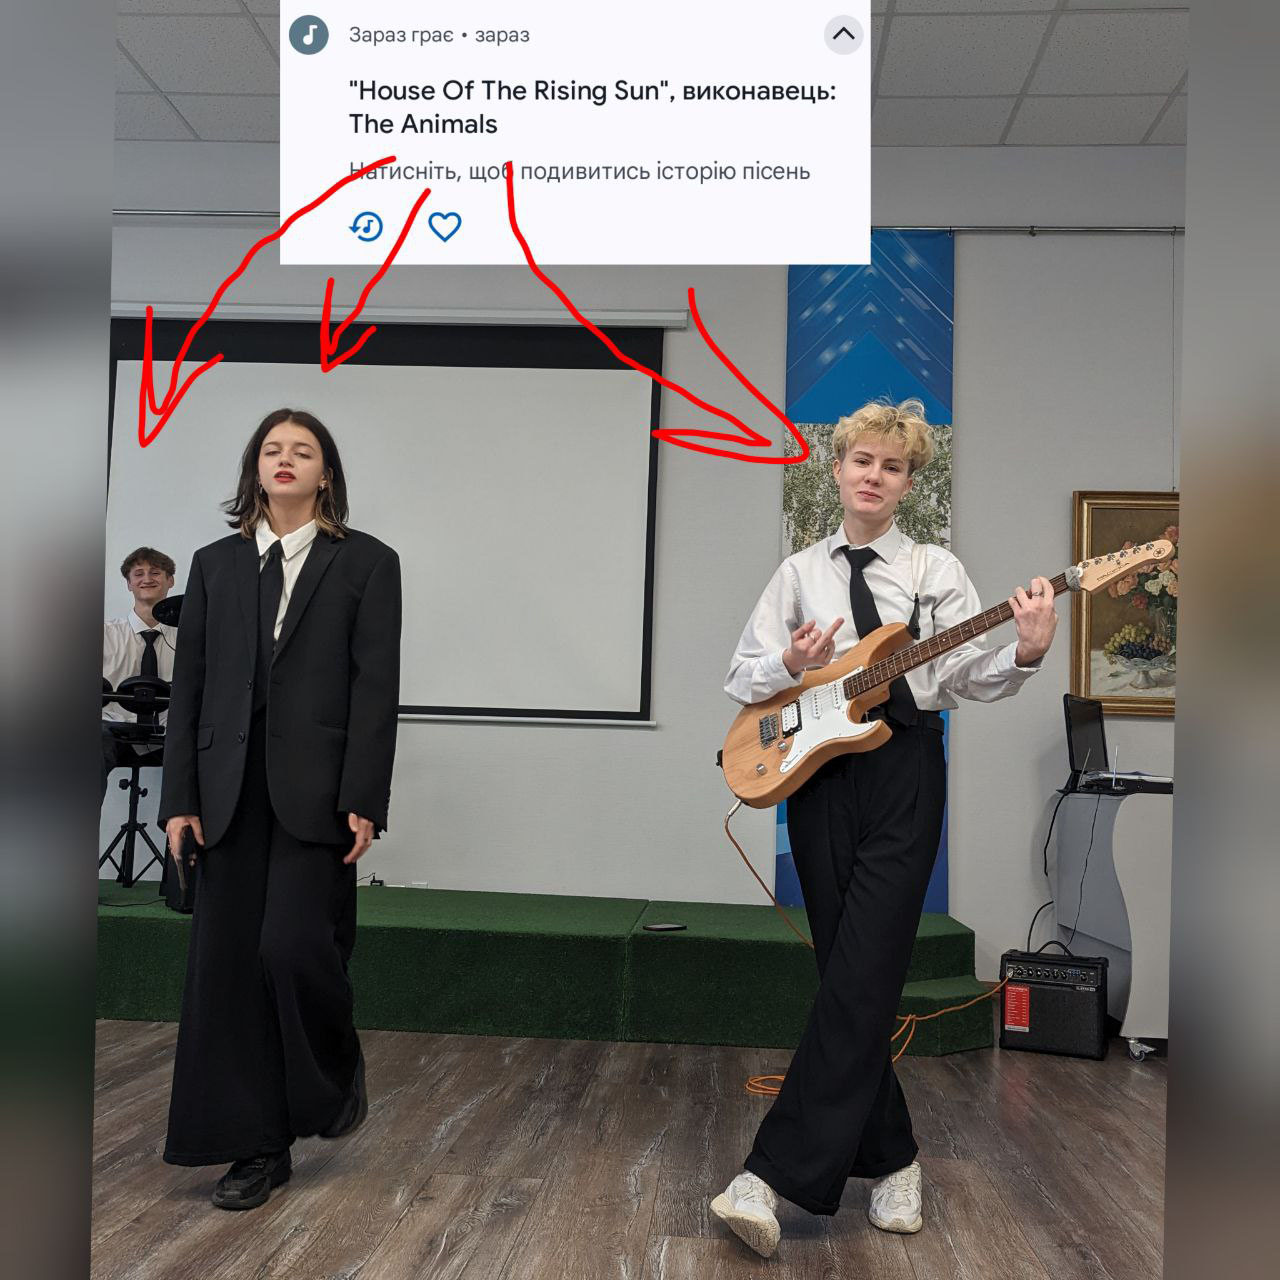 Зараз грає • зараз
"House Of The Rising Sun", виконавець:
The Animals
Натисніть, щоб подивитись історію пісень